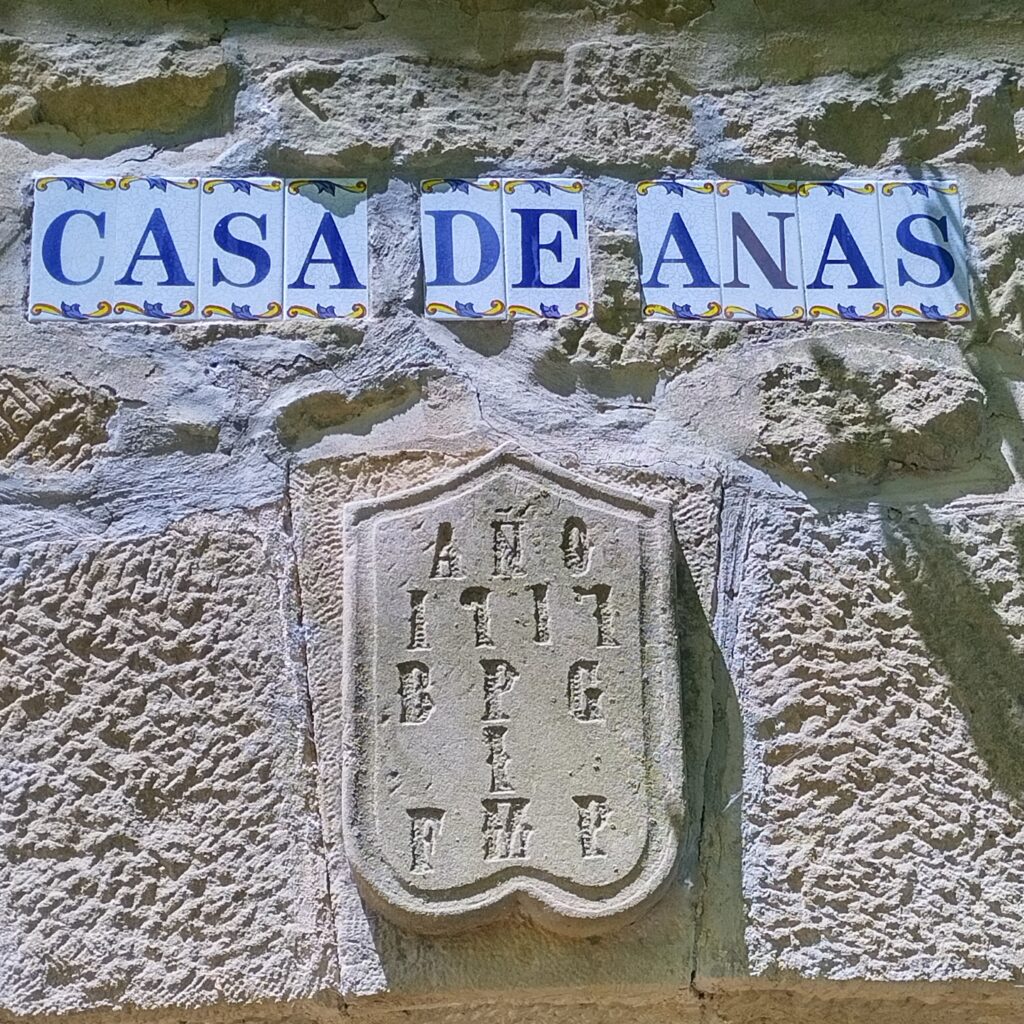 CASA DE ANAS
AÑO
1717
B P G
E
F M P